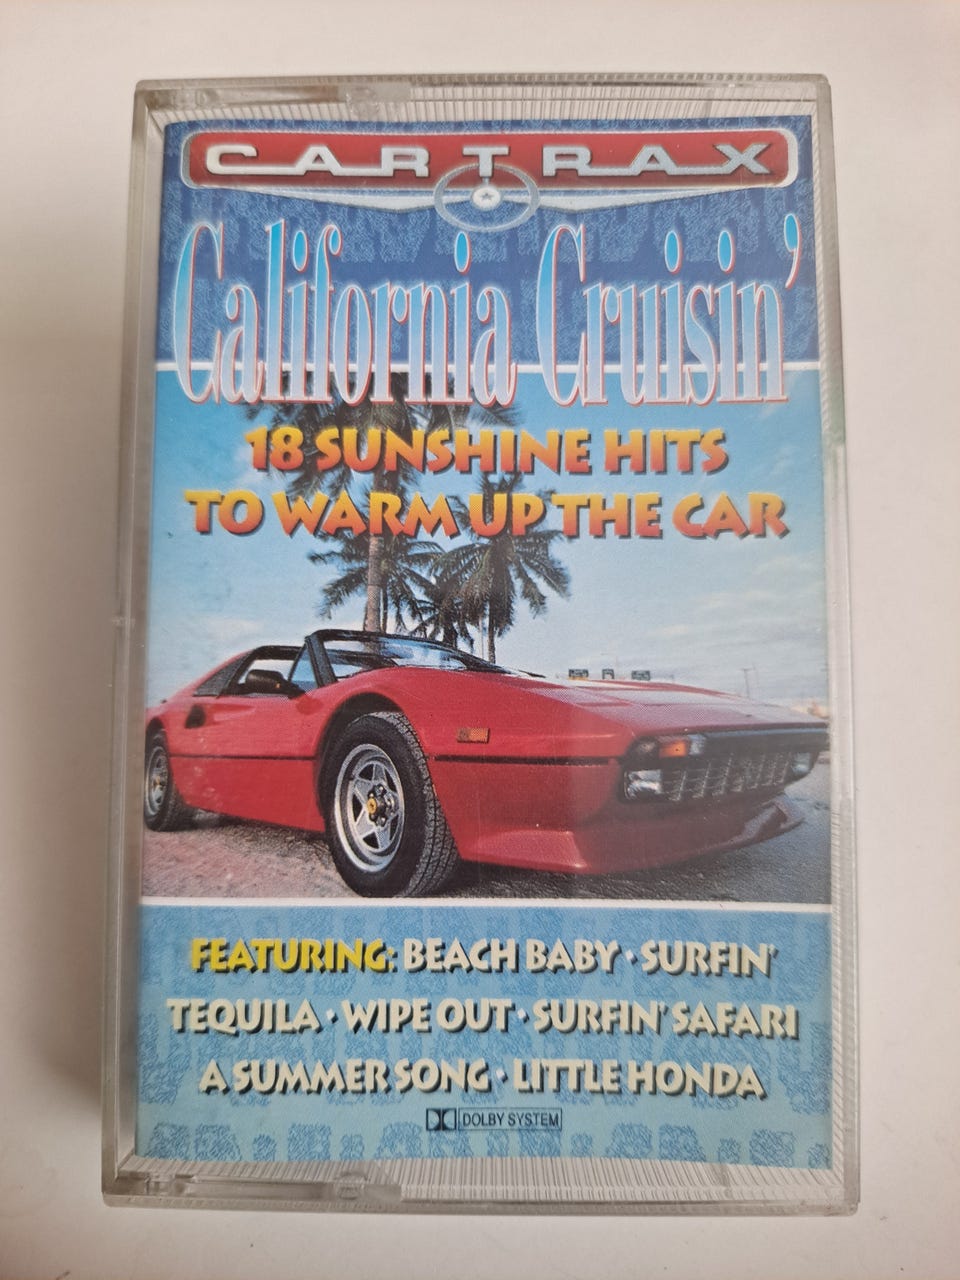 CARTRAX
California Cruisin'
18 SUNSHINE HITS
TO WARM UP THE CAR
FEATURING: BEACH BABY · SURFIN'
TEQUILA · WIPE OUT · SURFIN' SAFARI
A SUMMER SONG · LITTLE HONDA
DOLBY SYSTEM